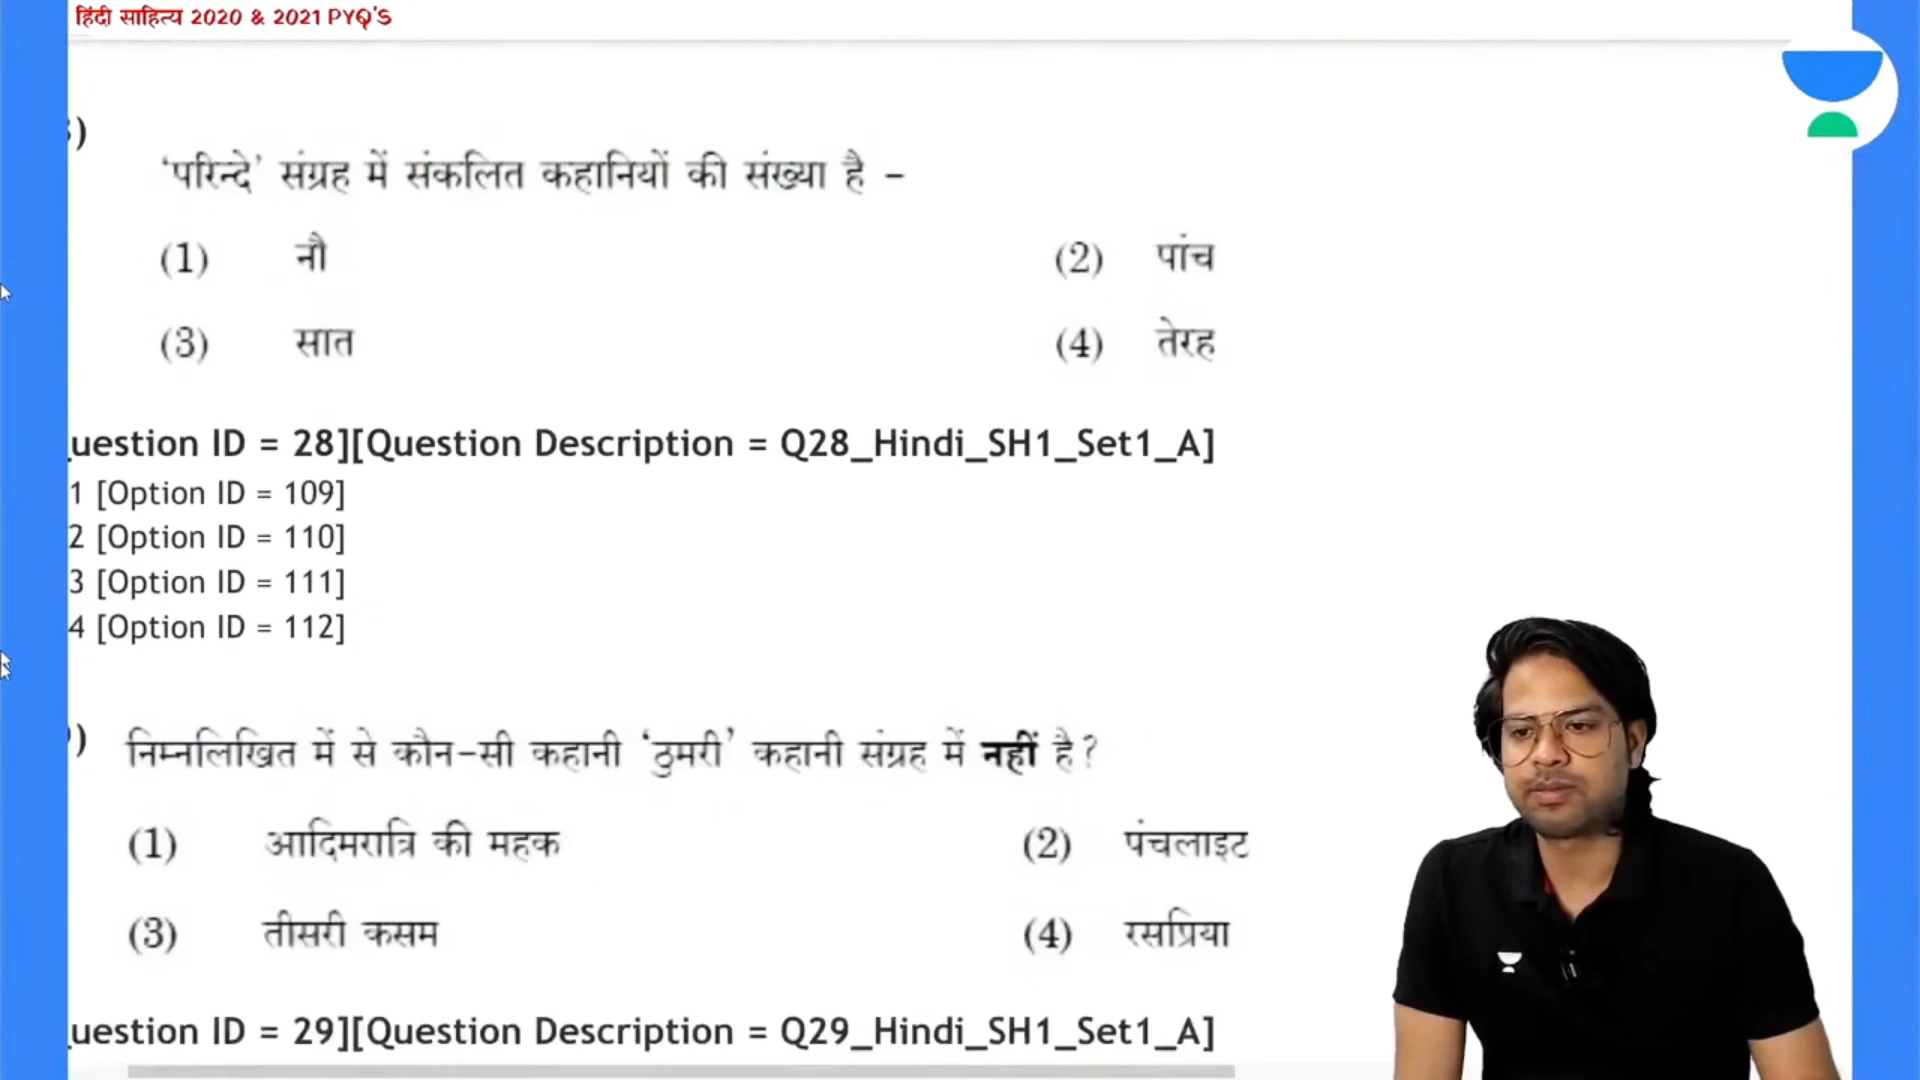 हिंदी साहित्य 2020 & 2021 PYQ'S
)
'परिन्दे' संग्रह में संकलित कहानियों की संख्या है –
(1) नौ (2) पांच
(3) सात (4) तेरह
uestion ID = 28][Question Description = Q28_Hindi_SH1_Set1_A]
1 [Option ID = 109]
2 [Option ID = 110]
3 [Option ID = 111]
4 [Option ID = 112]
) निम्नलिखित में से कौन-सी कहानी 'ठुमरी' कहानी संग्रह में नहीं है?
(1) आदिमरात्रि की महक (2) पंचलाइट
(3) तीसरी कसम (4) रसप्रिया
uestion ID = 29][Question Description = Q29_Hindi_SH1_Set1_A]